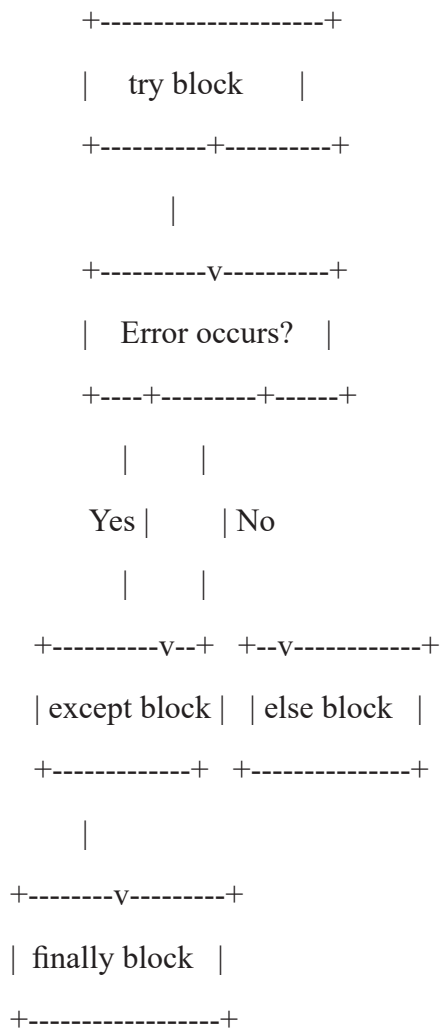 +---------------------+
| try block |
+----------+----------+
|
+----------v----------+
| Error occurs? |
+----+---------+------+
| |
Yes | | No
| |
+----------v--+ +--v------------+
| except block | | else block |
+-------------+ +---------------+
|
+--------v---------+
| finally block |
+------------------+